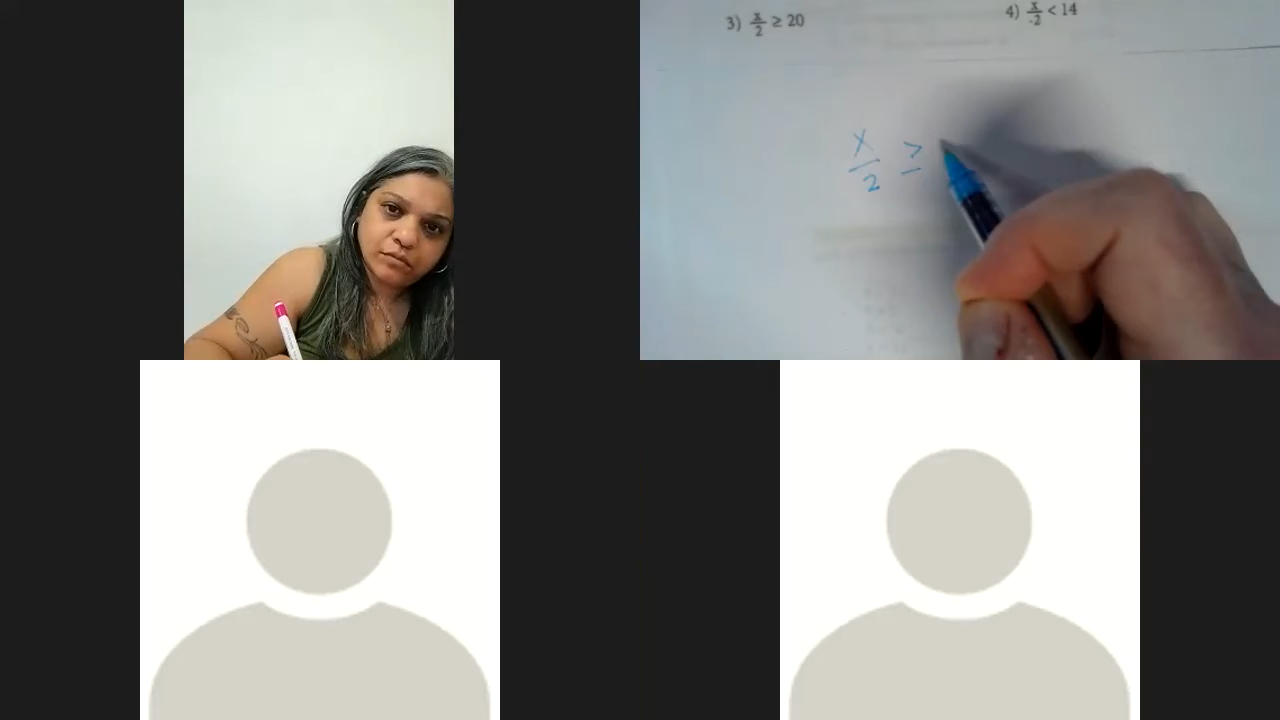 3) x/2 ≥ 20
4) x/-2 < 14
x/2 ≥